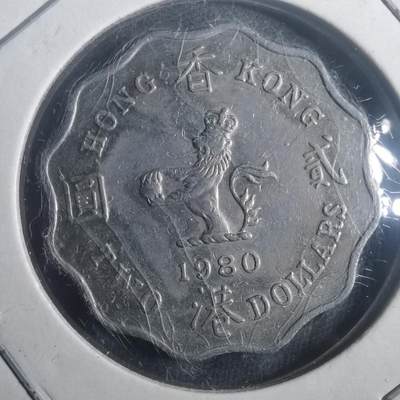 HONG KONG
香港
貳圓
TWO DOLLARS
1980